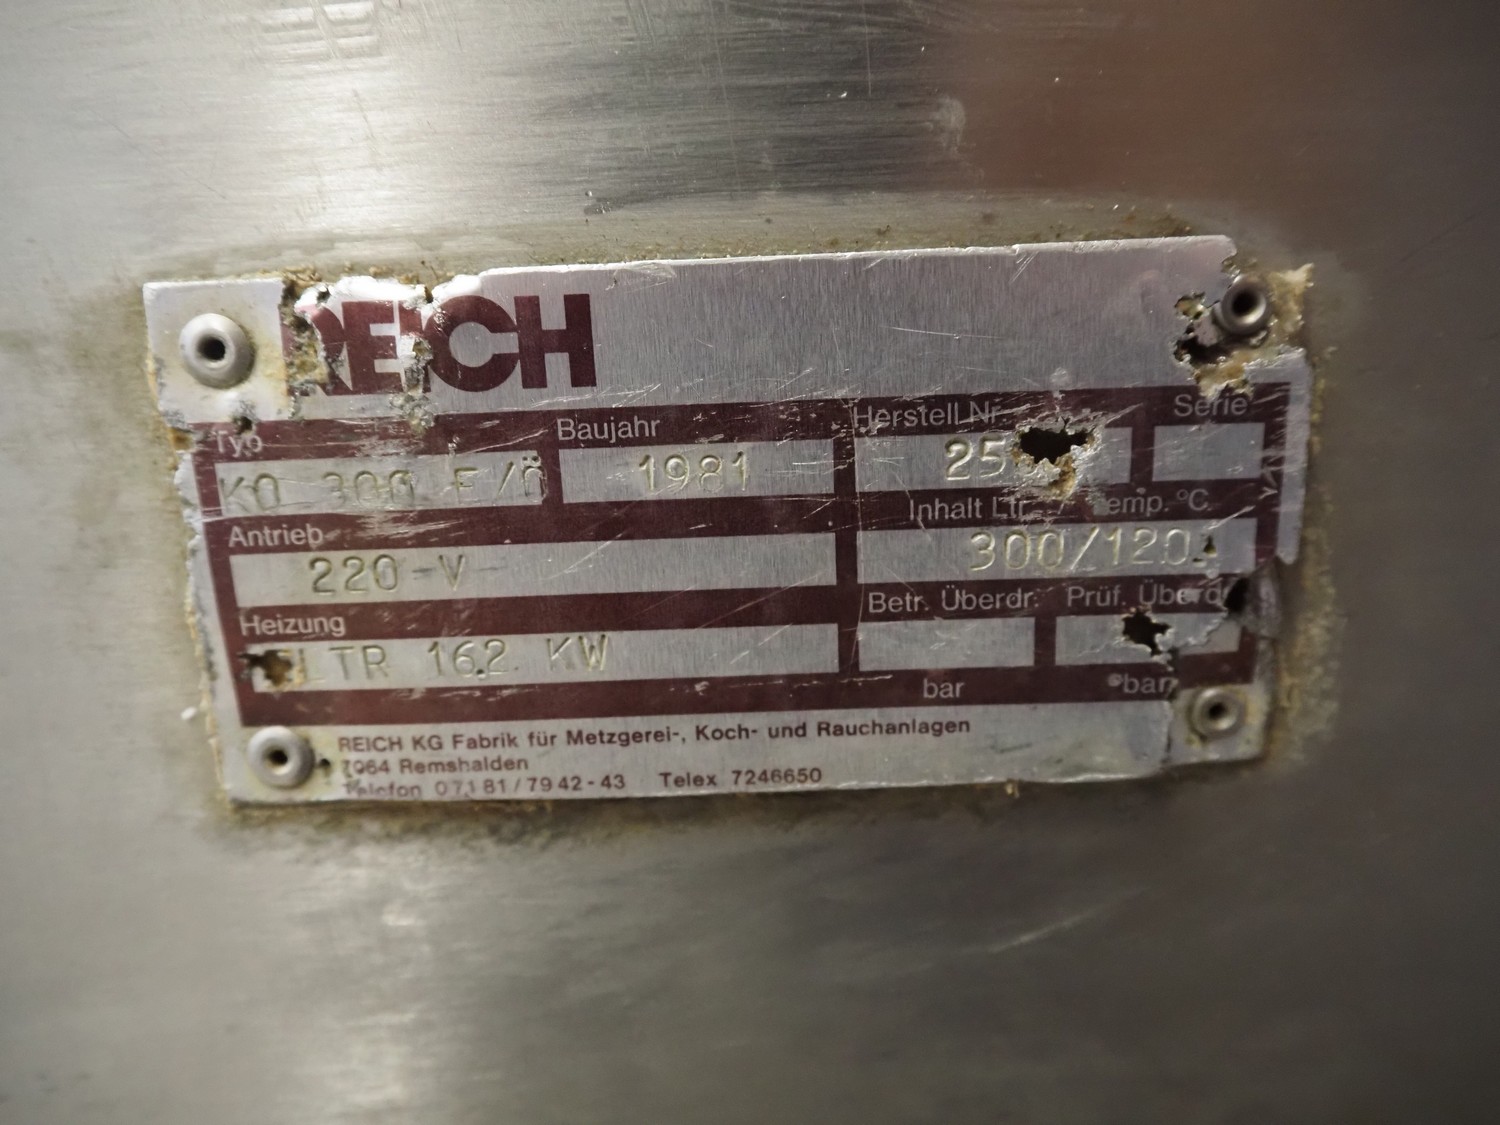 REICH
Typ Baujahr Herstell Nr. Serie
KO 300 E/Ö 1981
Antrieb Inhalt Ltr. Temp. °C
220 V 300/120
Heizung Betr. Überdr. Prüf. Überdr.
16.2 KW
bar bar
REICH KG Fabrik für Metzgerei-, Koch- und Rauchanlagen
7064 Remshalden
Telefon 07181/7942-43 Telex 7246650